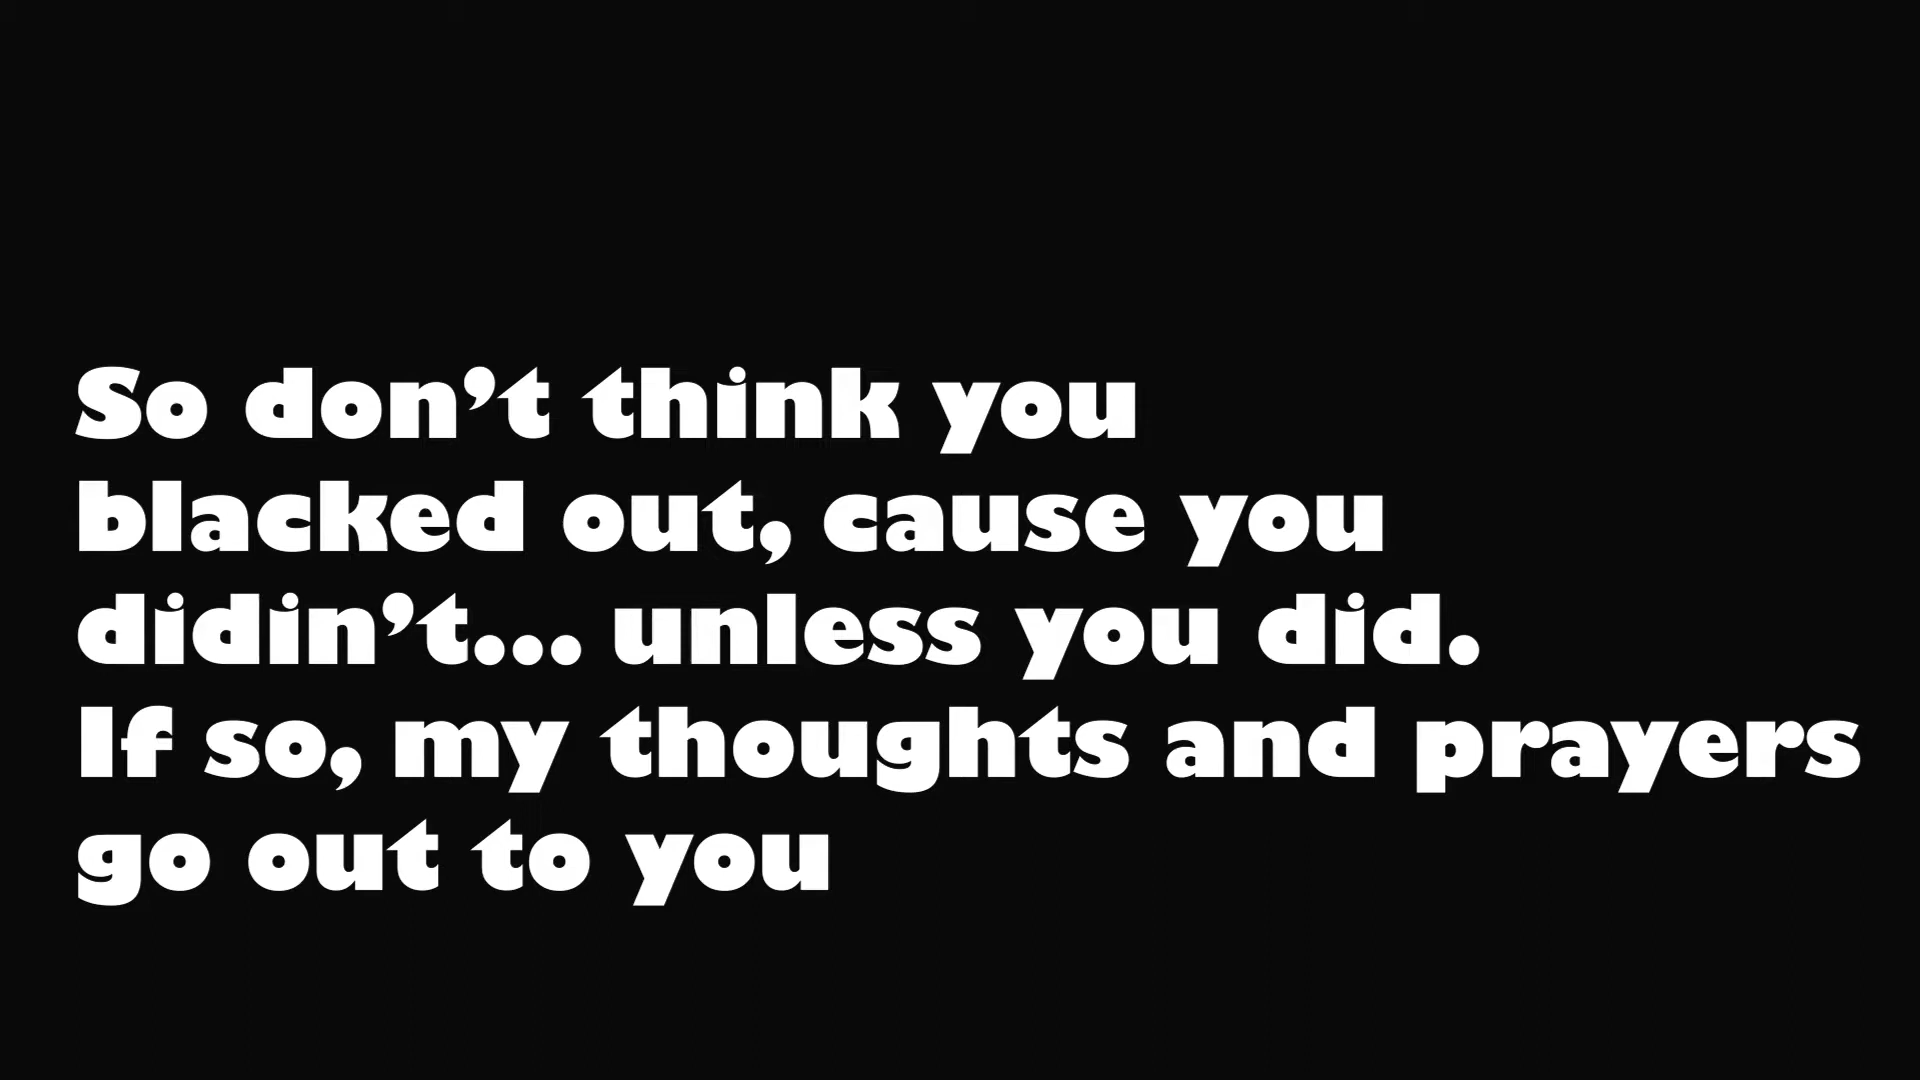 So don’t think you
blacked out, cause you
didin’t... unless you did.
If so, my thoughts and prayers
go out to you